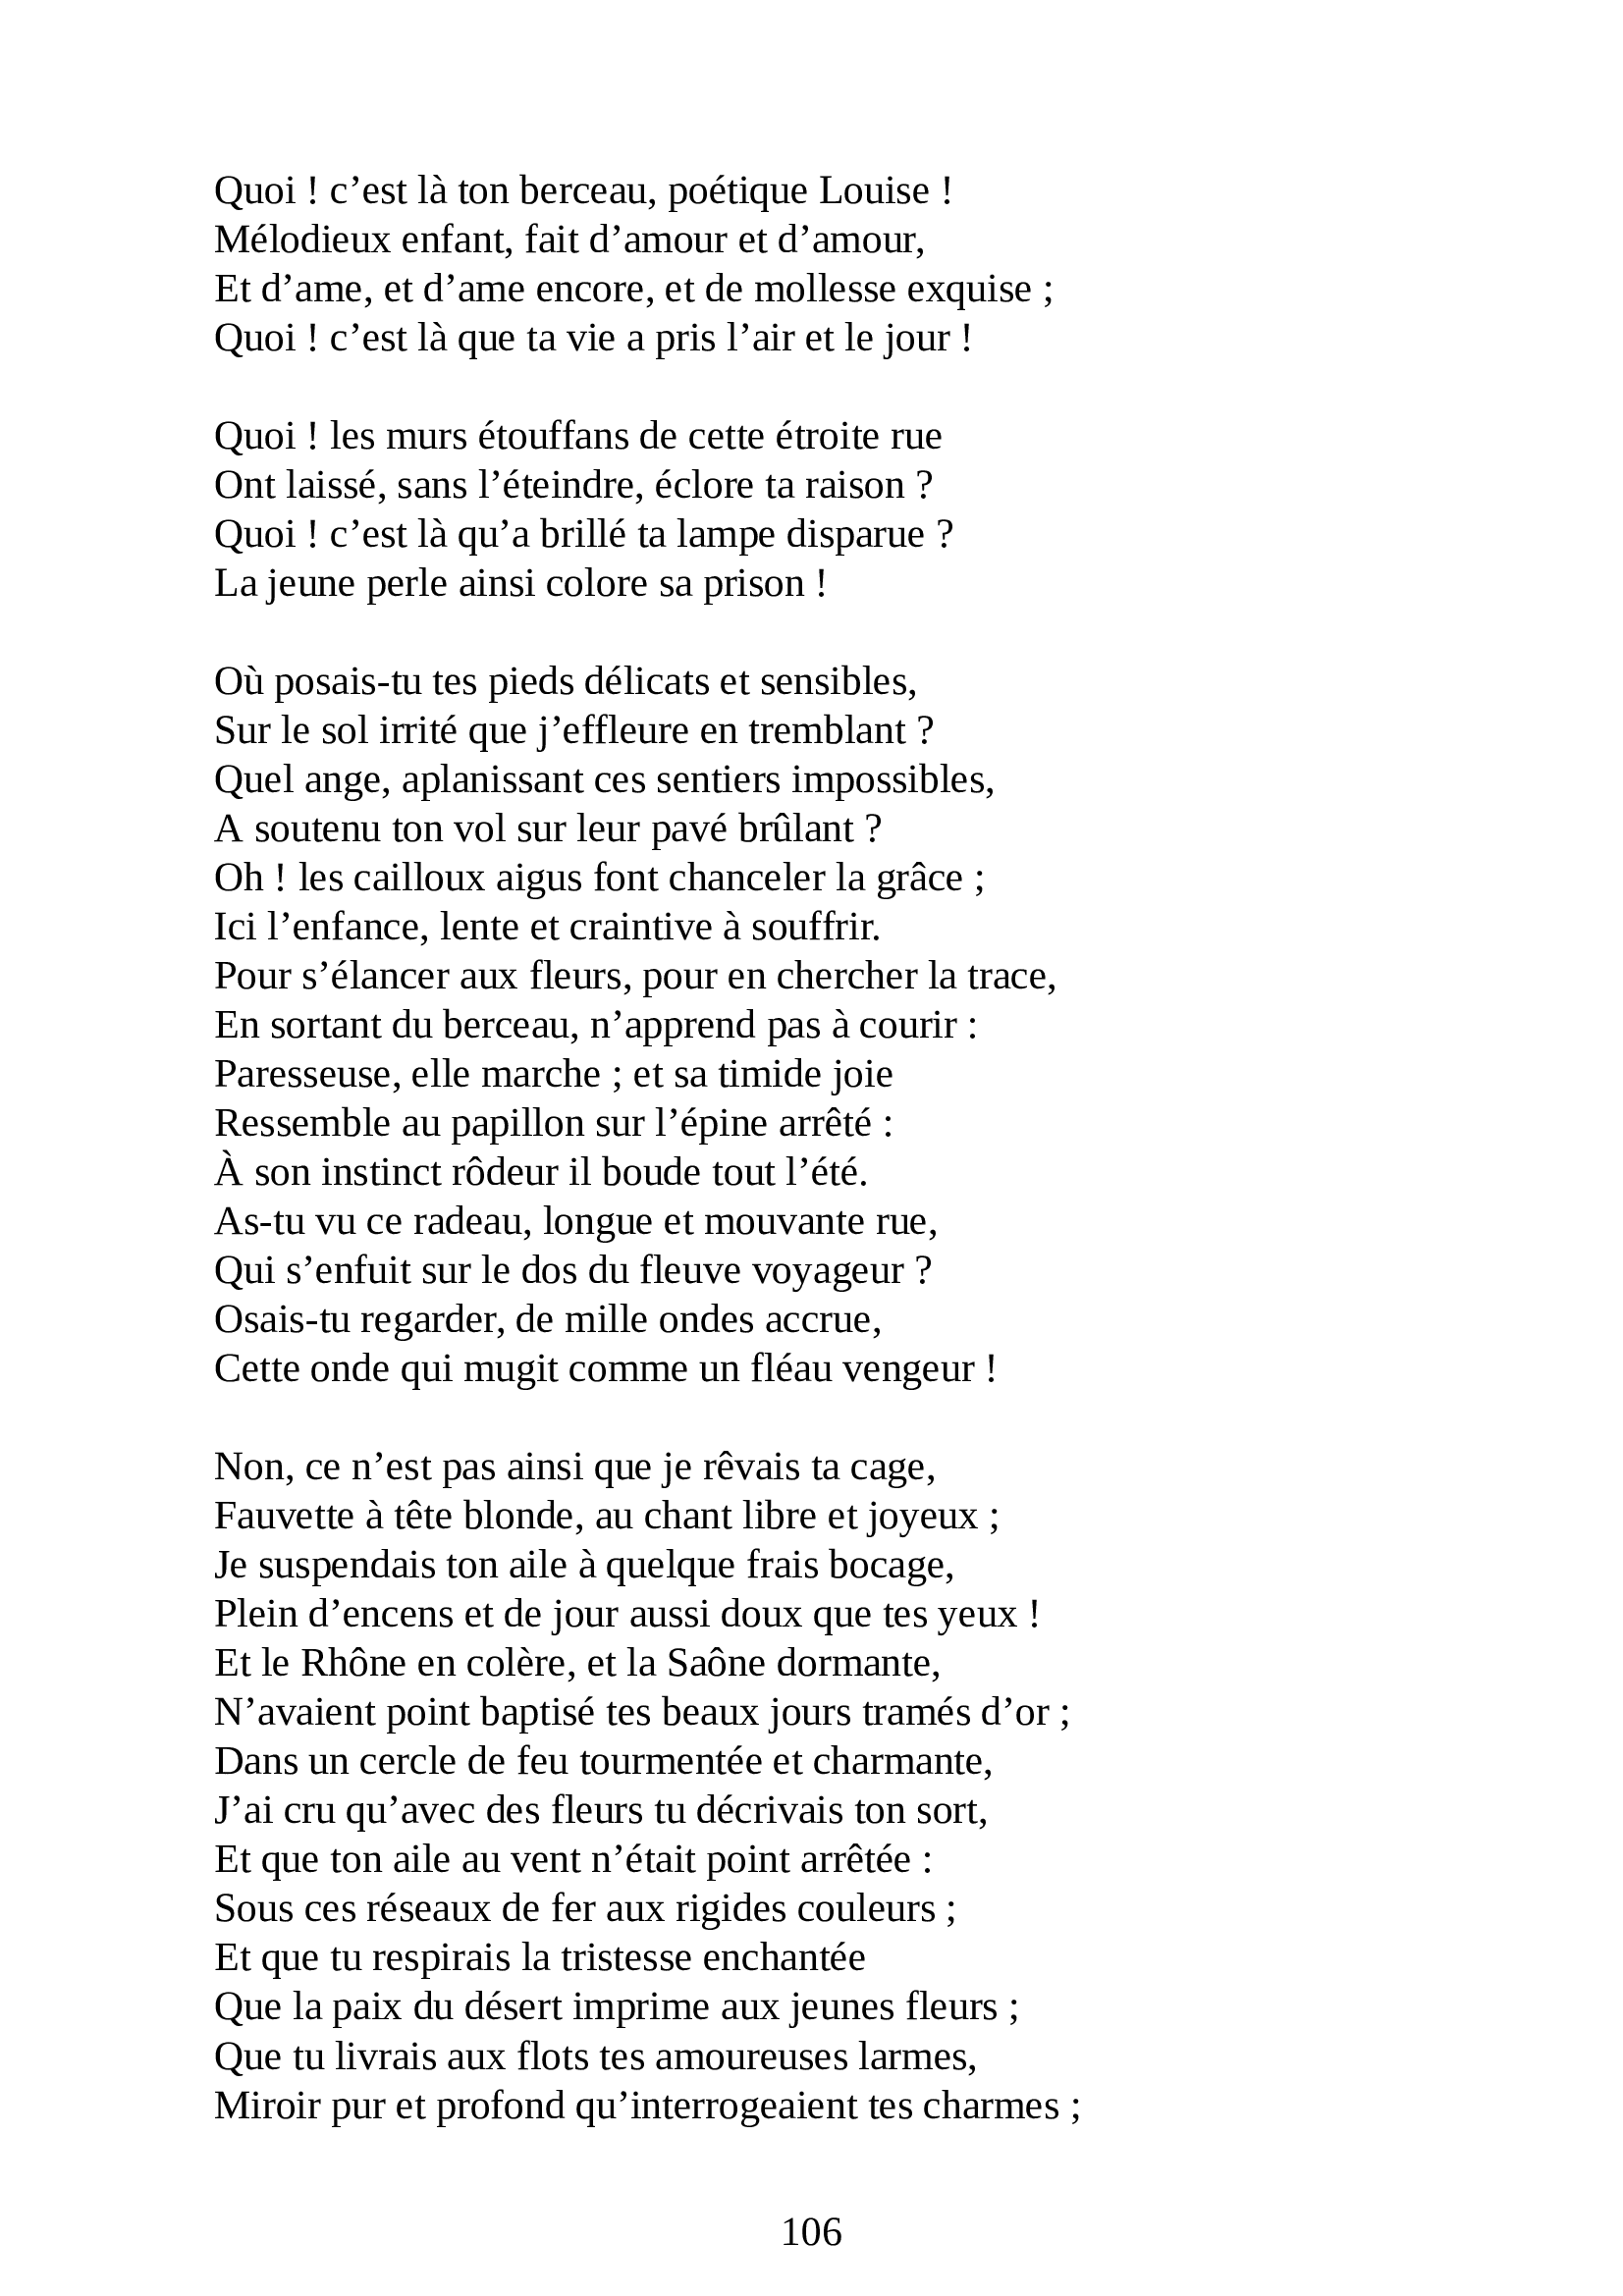 Quoi ! c’est là ton berceau, poétique Louise !
Mélodieux enfant, fait d’amour et d’amour,
Et d’ame, et d’ame encore, et de mollesse exquise ;
Quoi ! c’est là que ta vie a pris l’air et le jour !
Quoi ! les murs étouffans de cette étroite rue
Ont laissé, sans l’éteindre, éclore ta raison ?
Quoi ! c’est là qu’a brillé ta lampe disparue ?
La jeune perle ainsi colore sa prison !
Où posais-tu tes pieds délicats et sensibles,
Sur le sol irrité que j’effleure en tremblant ?
Quel ange, aplanissant ces sentiers impossibles,
A soutenu ton vol sur leur pavé brûlant ?
Oh ! les cailloux aigus font chanceler la grâce ;
Ici l’enfance, lente et craintive à souffrir.
Pour s’élancer aux fleurs, pour en chercher la trace,
En sortant du berceau, n’apprend pas à courir :
Paresseuse, elle marche ; et sa timide joie
Ressemble au papillon sur l’épine arrêté :
À son instinct rôdeur il boude tout l’été.
As-tu vu ce radeau, longue et mouvante rue,
Qui s’enfuit sur le dos du fleuve voyageur ?
Osais-tu regarder, de mille ondes accrue,
Cette onde qui mugit comme un fléau vengeur !
Non, ce n’est pas ainsi que je rêvais ta cage,
Fauvette à tête blonde, au chant libre et joyeux ;
Je suspendais ton aile à quelque frais bocage,
Plein d’encens et de jour aussi doux que tes yeux !
Et le Rhône en colère, et la Saône dormante,
N’avaient point baptisé tes beaux jours tramés d’or ;
Dans un cercle de feu tourmentée et charmante,
J’ai cru qu’avec des fleurs tu décrivais ton sort,
Et que ton aile au vent n’était point arrêtée :
Sous ces réseaux de fer aux rigides couleurs ;
Et que tu respirais la tristesse enchantée
Que la paix du désert imprime aux jeunes fleurs ;
Que tu livrais aux flots tes amoureuses larmes,
Miroir pur et profond qu’interrogeaient tes charmes ;
106